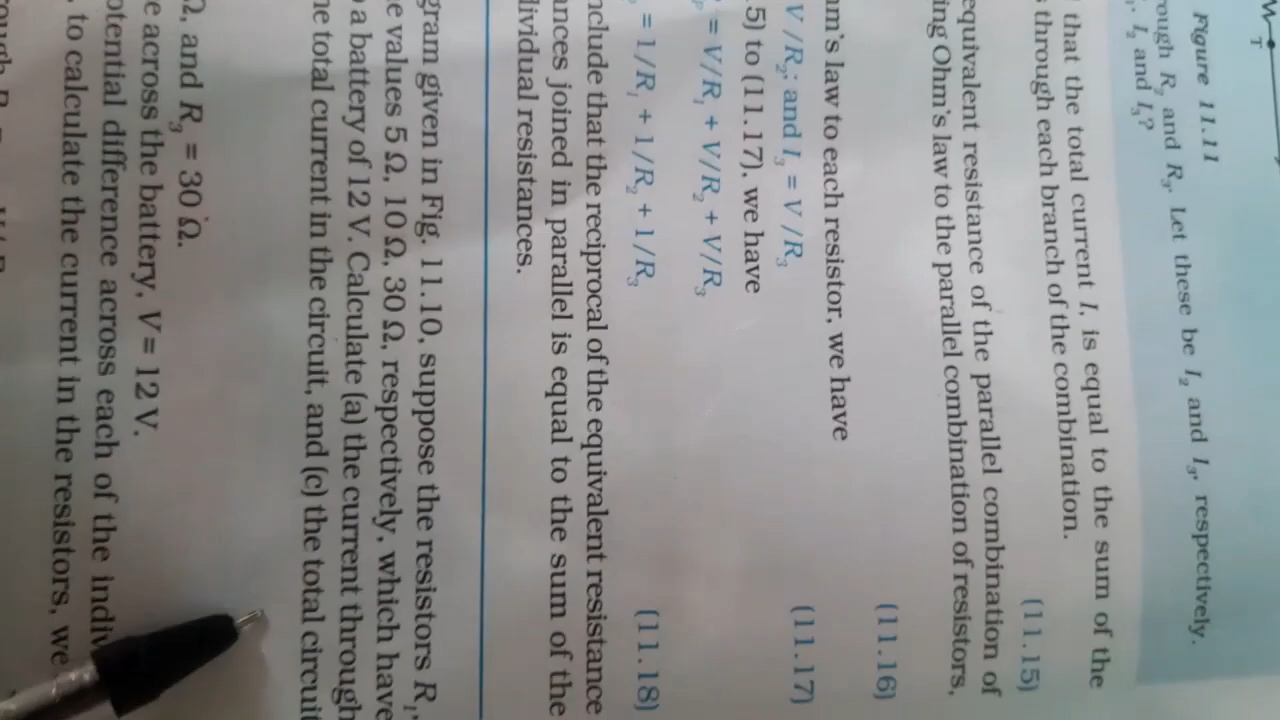 T
Figure 11.11
rough R2 and R3. Let these be I2 and I3, respectively.
I2 and I3?
that the total current I, is equal to the sum of the
through each branch of the combination.
(11.15)
equivalent resistance of the parallel combination of
ing Ohm's law to the parallel combination of resistors,
(11.16)
m's law to each resistor, we have
V/R2; and I3 = V/R3 (11.17)
.5) to (11.17), we have
= V/R1 + V/R2 + V/R3
= 1/R1 + 1/R2 + 1/R3 (11.18)
nclude that the reciprocal of the equivalent resistance
ances joined in parallel is equal to the sum of the
dividual resistances.
gram given in Fig. 11.10, suppose the resistors R1,
e values 5 Ω, 10 Ω, 30 Ω, respectively, which have
a battery of 12 V. Calculate (a) the current through
e total current in the circuit, and (c) the total circuit
Ω, and R3 = 30 Ω.
e across the battery, V = 12 V.
otential difference across each of the indiv
, to calculate the current in the resistors, we